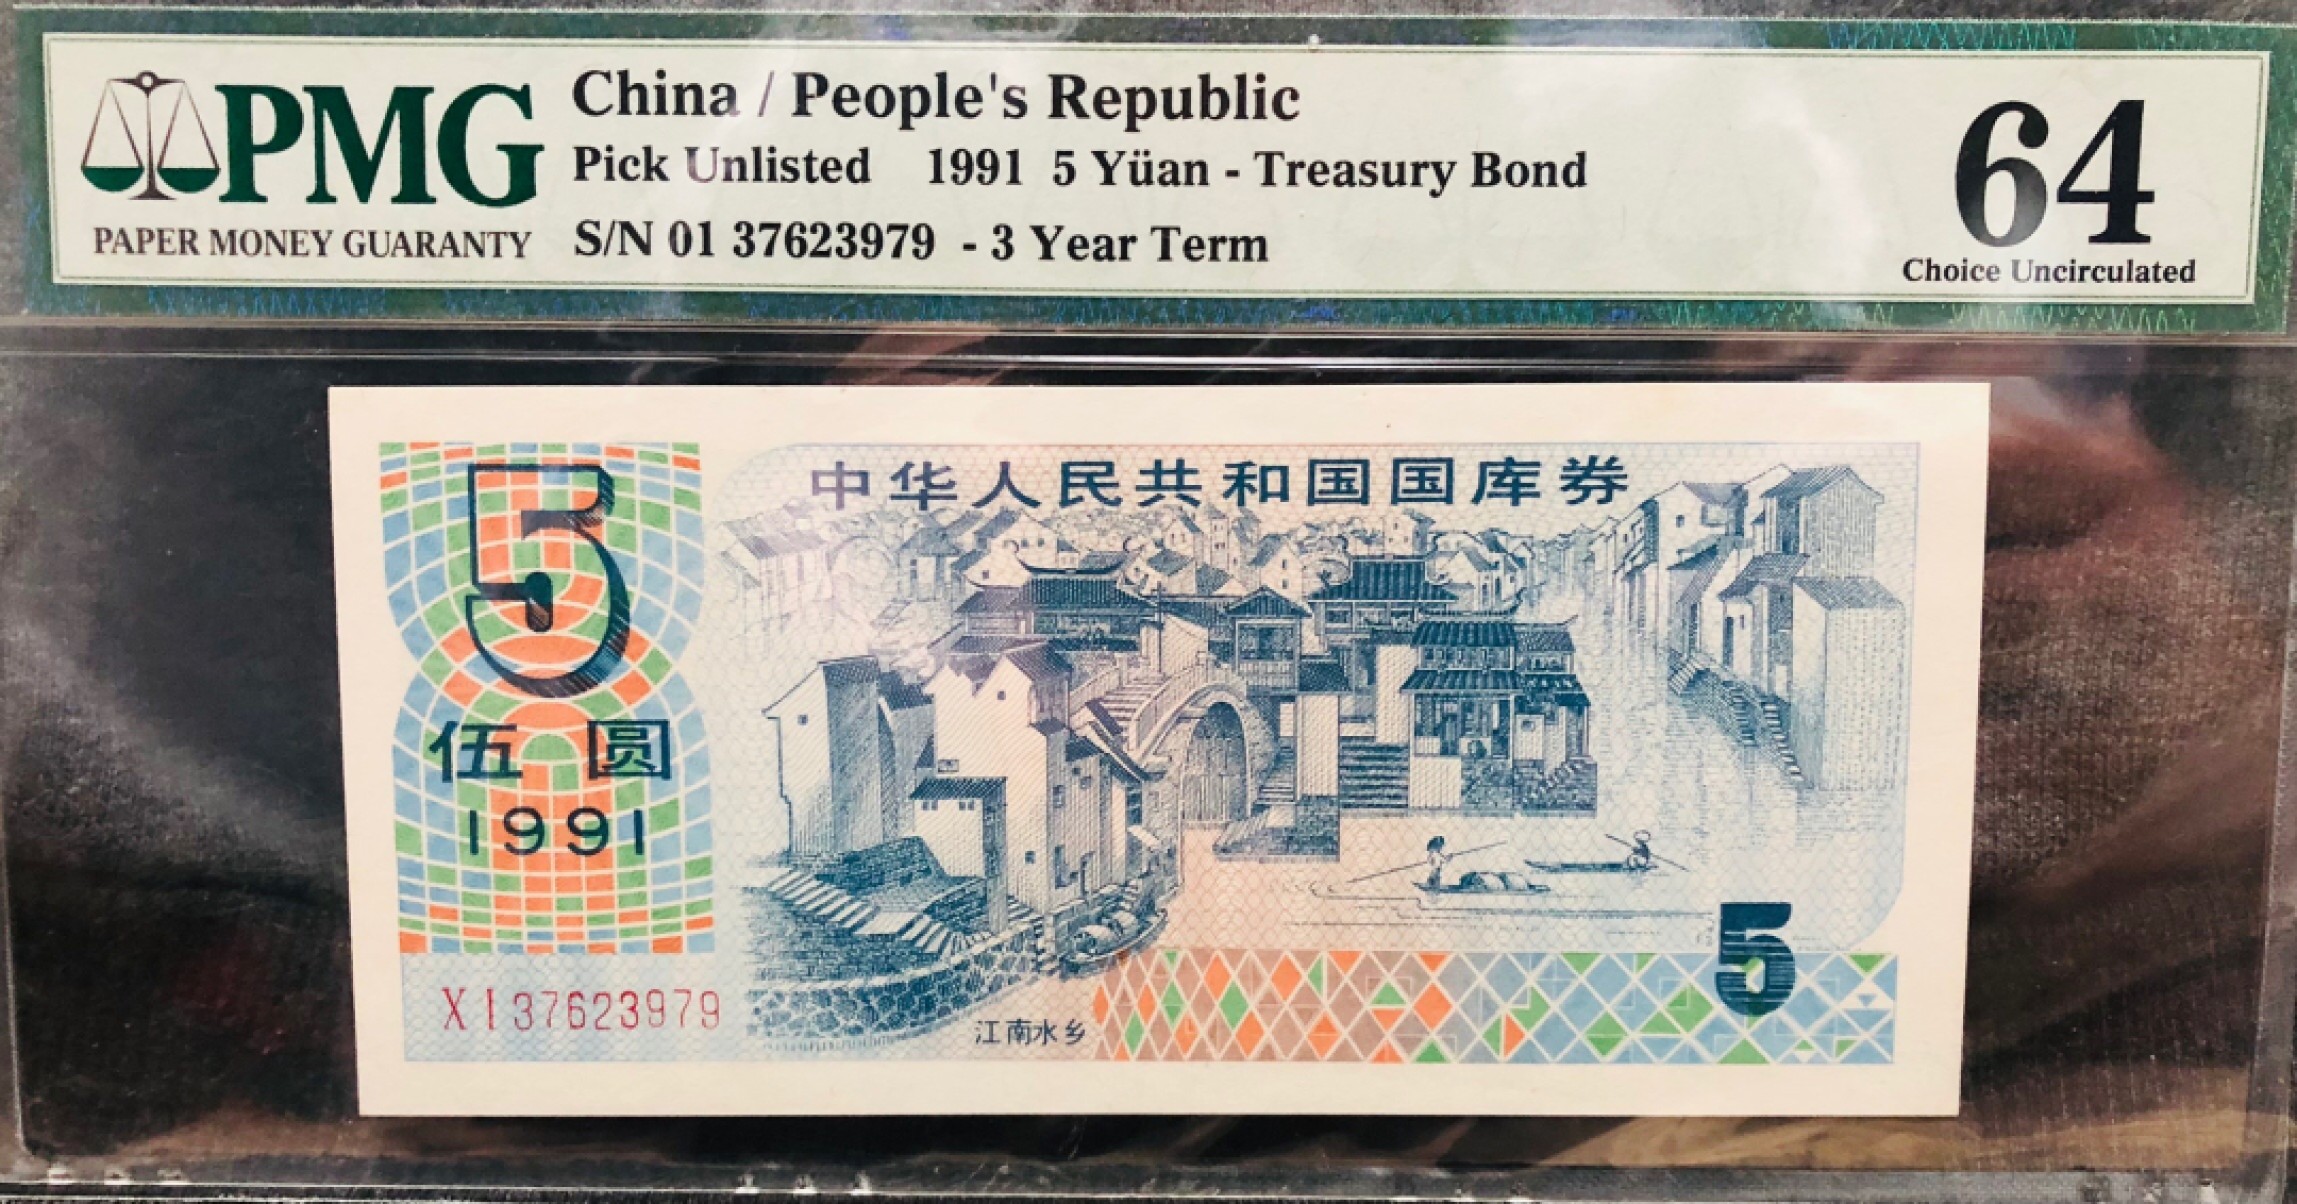 PMG
PAPER MONEY GUARANTY
China / People's Republic
Pick Unlisted 1991 5 Yüan - Treasury Bond
S/N 01 37623979 - 3 Year Term
64
Choice Uncirculated
中华人民共和国国库券
5
伍圆
1991
XI37623979
江南水乡
5